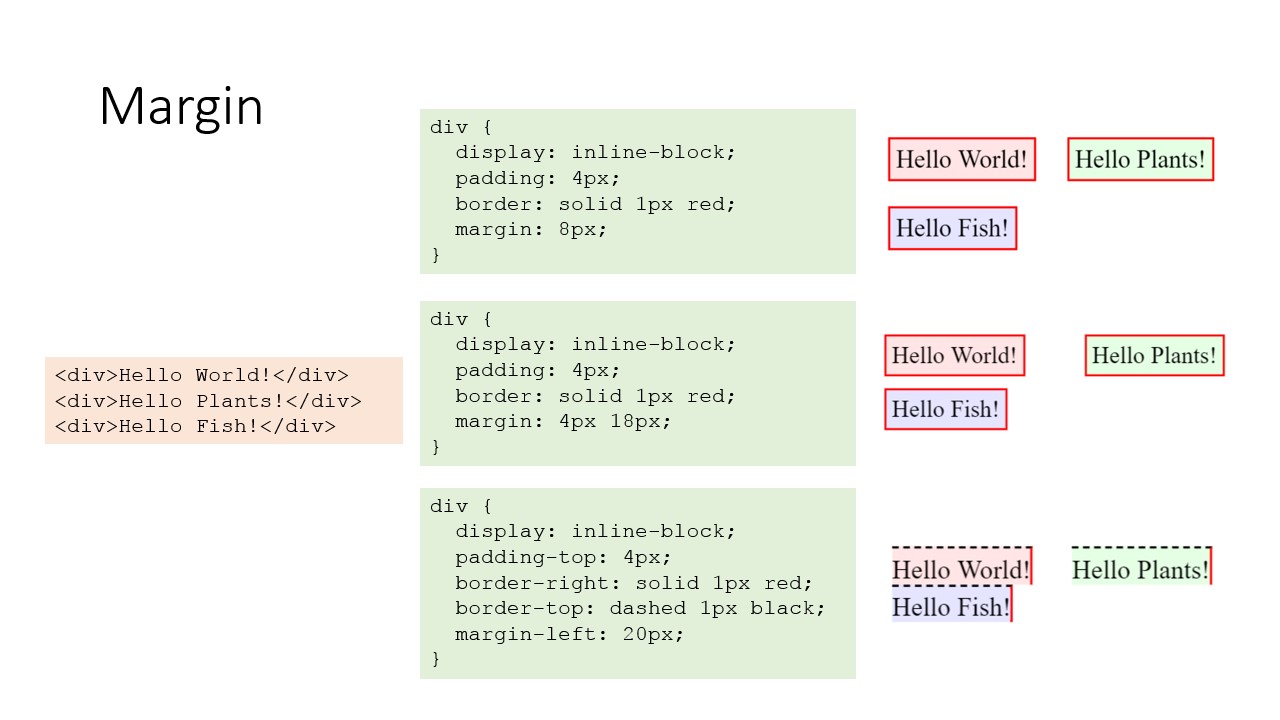 Margin
<div>Hello World!</div>
<div>Hello Plants!</div>
<div>Hello Fish!</div>
div {
  display: inline-block;
  padding: 4px;
  border: solid 1px red;
  margin: 8px;
}
Hello World! Hello Plants!
Hello Fish!
div {
  display: inline-block;
  padding: 4px;
  border: solid 1px red;
  margin: 4px 18px;
}
Hello World! Hello Plants!
Hello Fish!
div {
  display: inline-block;
  padding-top: 4px;
  border-right: solid 1px red;
  border-top: dashed 1px black;
  margin-left: 20px;
}
Hello World! Hello Plants!
Hello Fish!